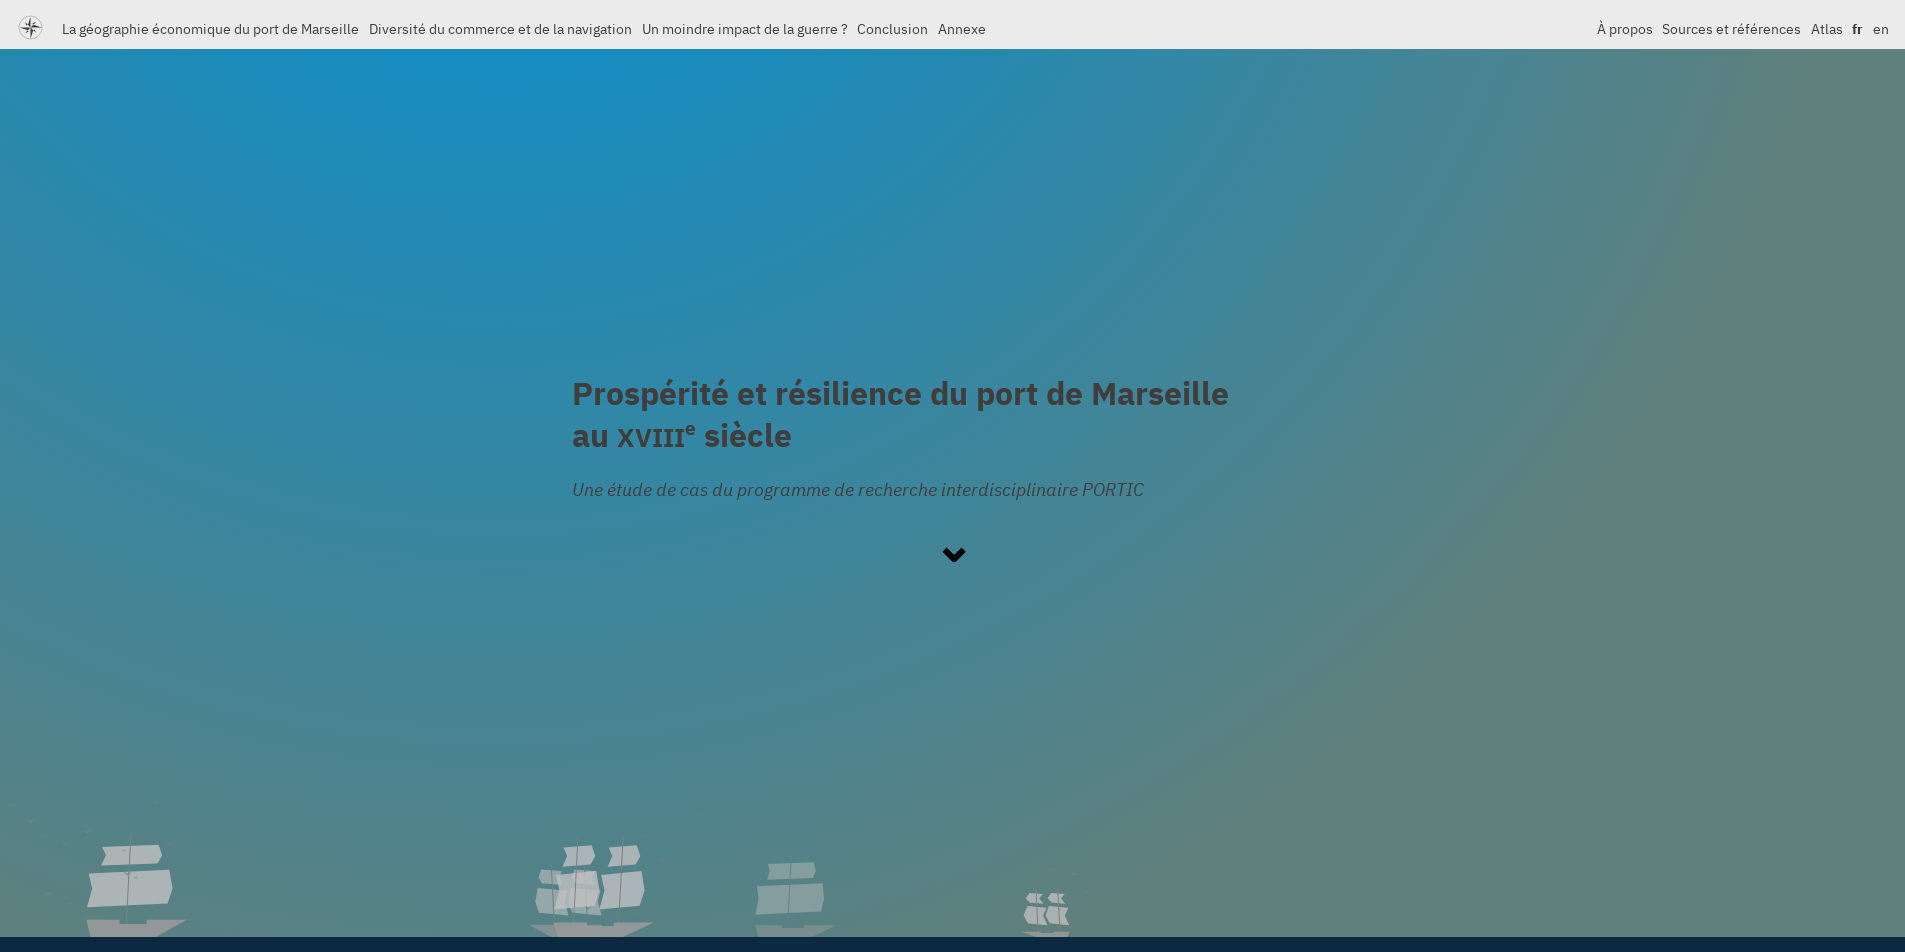 La géographie économique du port de Marseille Diversité du commerce et de la navigation Un moindre impact de la guerre ? Conclusion Annexe À propos Sources et références Atlas fr en
Prospérité et résilience du port de Marseille
au XVIIIe siècle
Une étude de cas du programme de recherche interdisciplinaire PORTIC